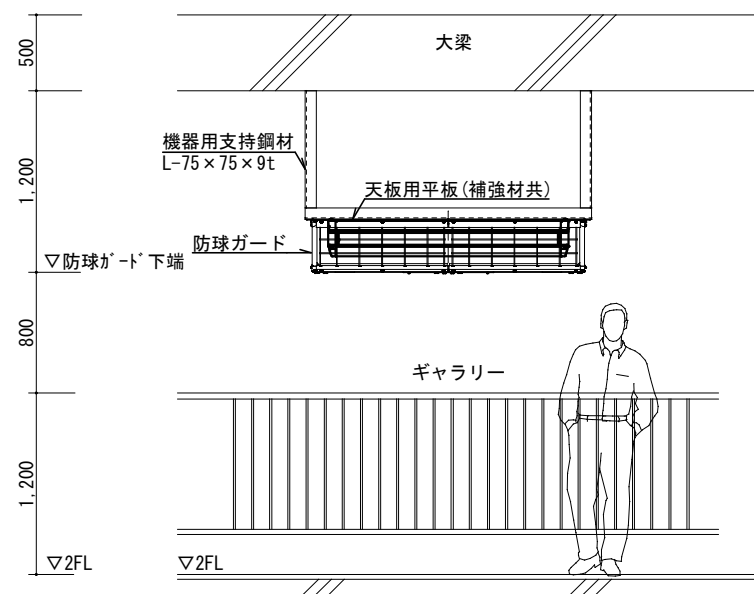 500
大梁
1,200
機器用支持鋼材
L-75×75×9t
天板用平板(補強材共)
防球ガード
▽防球ｶﾞｰﾄﾞ下端
800
ギャラリー
1,200
▽2FL
▽2FL